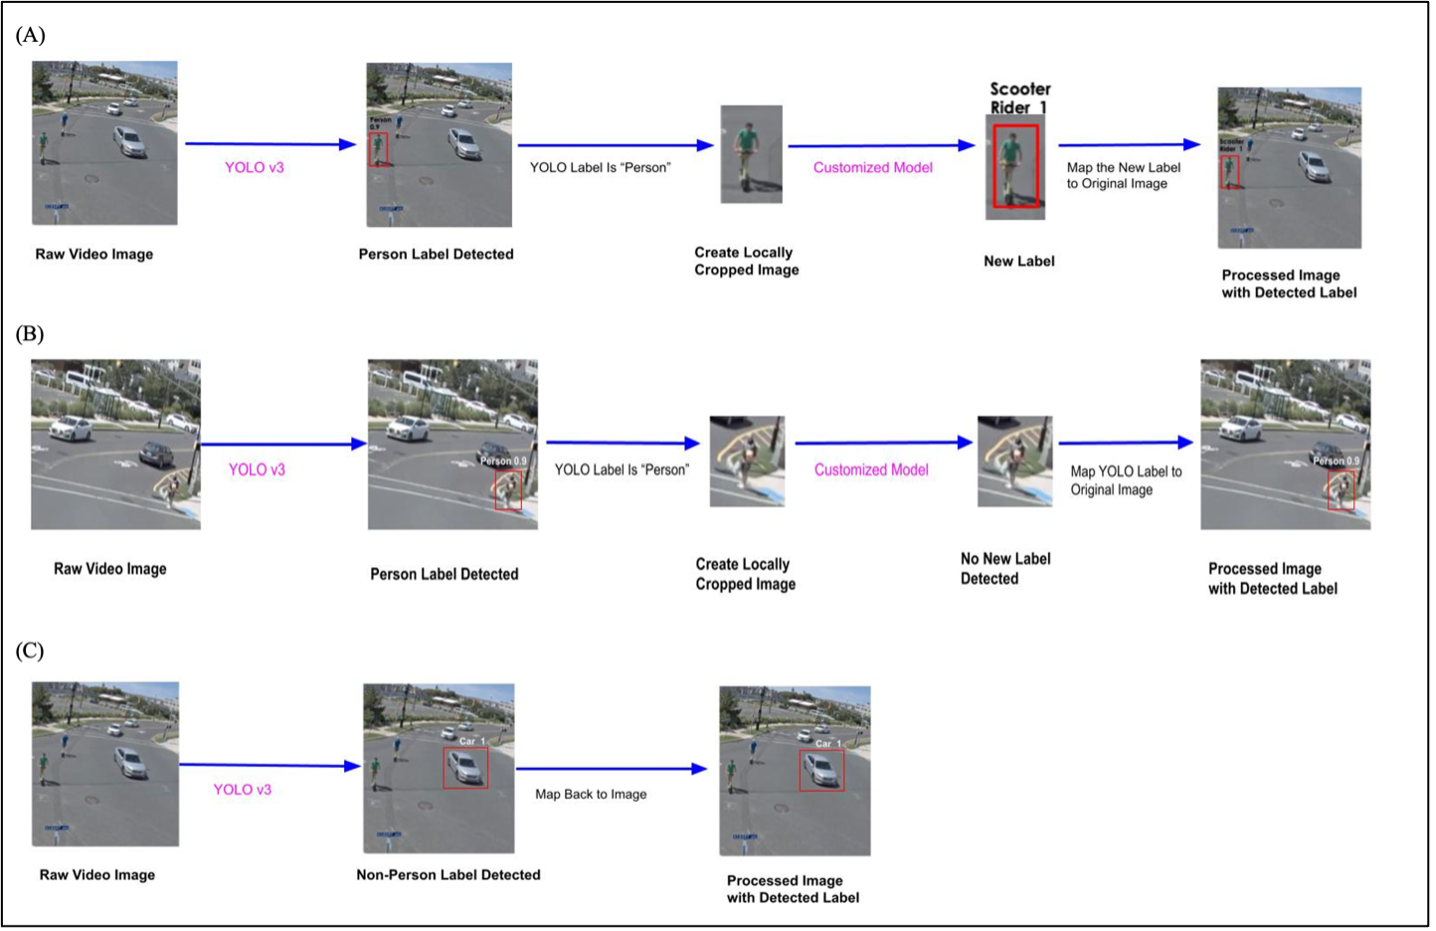 (A)
Scooter
Rider 1
Person
0.9
Scooter
Rider 1
YOLO v3
YOLO Label Is “Person”
Customized Model
Map the New Label
to Original Image
Raw Video Image
Person Label Detected
Create Locally
Cropped Image
New Label
Processed Image
with Detected Label
(B)
Person 0.9
Person 0.9
YOLO v3
YOLO Label Is “Person”
Customized Model
Map YOLO Label to
Original Image
Raw Video Image
Person Label Detected
Create Locally
Cropped Image
No New Label
Detected
Processed Image
with Detected Label
(C)
Car 1
Car 1
YOLO v3
Map Back to Image
Raw Video Image
Non-Person Label Detected
Processed Image
with Detected Label